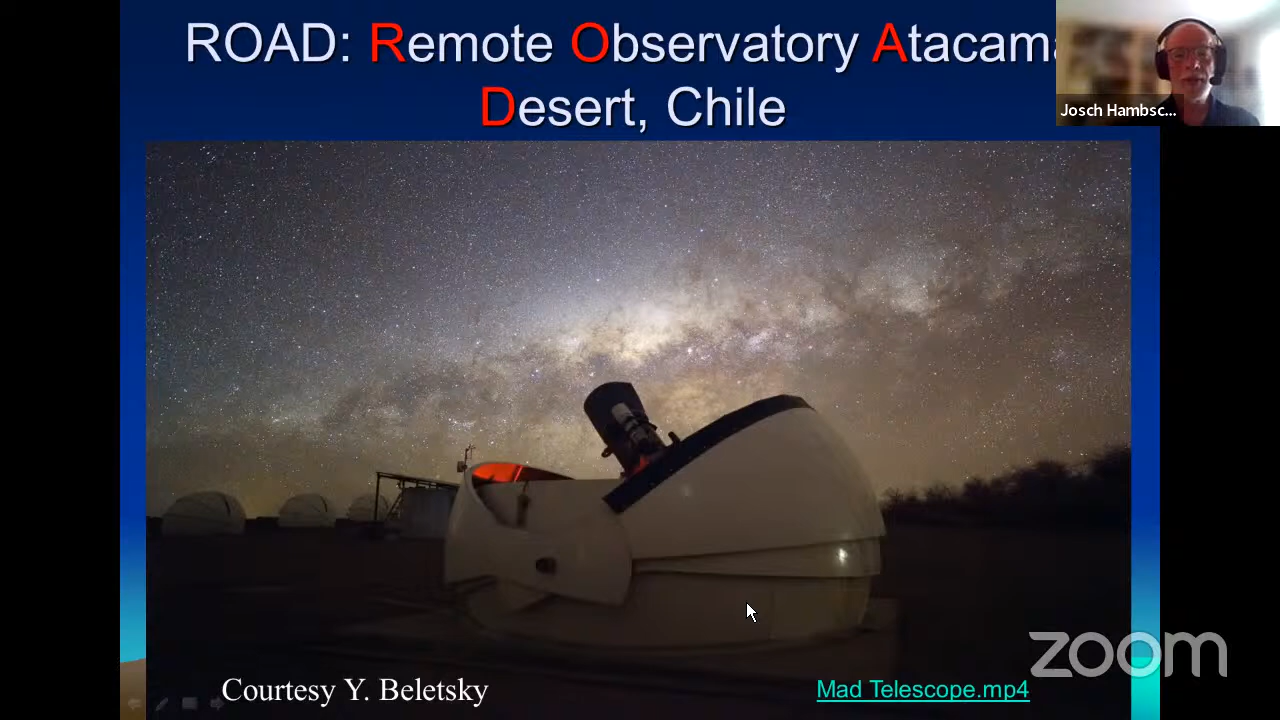 ROAD: Remote Observatory Atacama
Desert, Chile
Josch Hambsc...
Courtesy Y. Beletsky
Mad Telescope.mp4
zoom